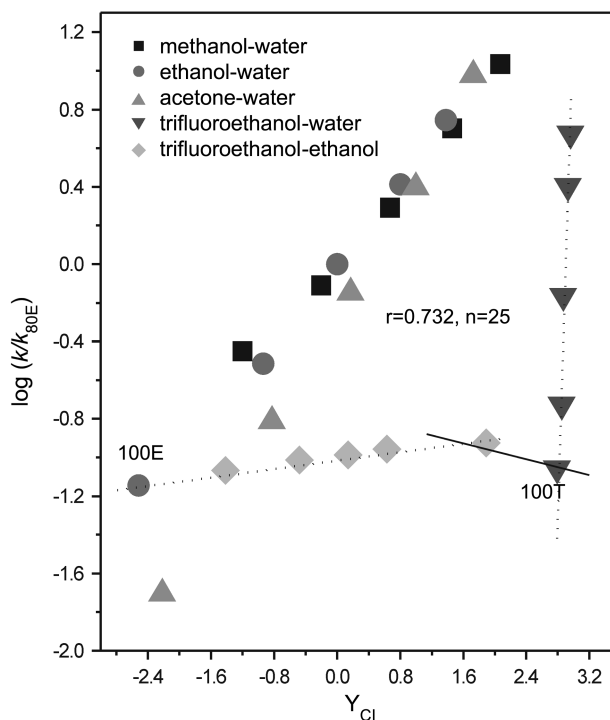 methanol-water
ethanol-water
acetone-water
trifluoroethanol-water
trifluoroethanol-ethanol
1.2
0.8
0.4
0.0
-0.4
-0.8
-1.2
-1.6
-2.0
log (k/k80E)
r=0.732, n=25
100E
100T
-2.4 -1.6 -0.8 0.0 0.8 1.6 2.4 3.2
YCl